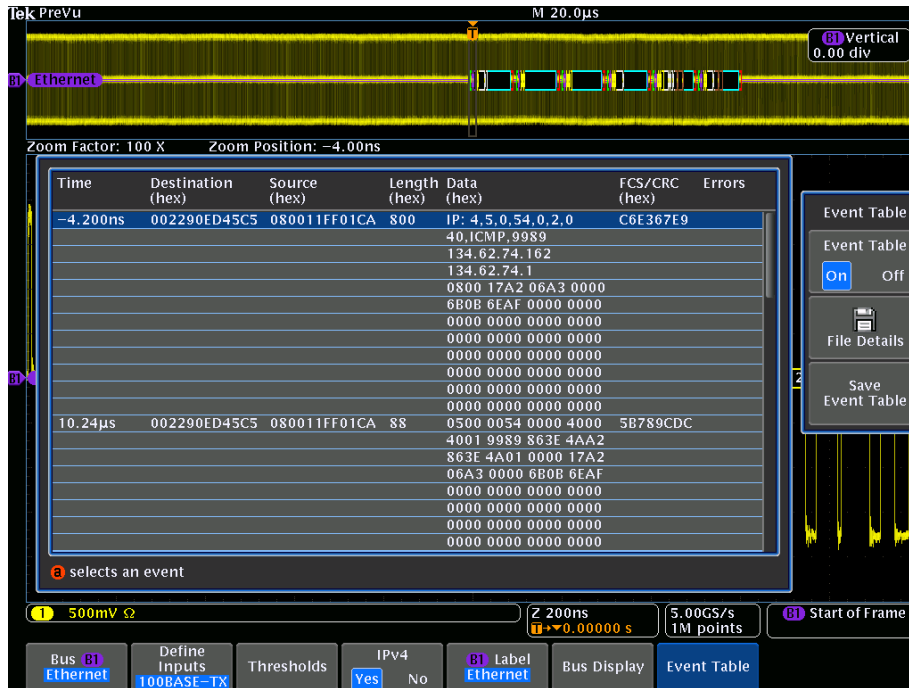 Tek PreVu M 20.0µs
T
B1 Vertical
0.00 div
B1 Ethernet
Zoom Factor: 100 X Zoom Position: −4.00ns
Time Destination Source Length Data FCS/CRC Errors
(hex) (hex) (hex) (hex) (hex)
−4.200ns 002290ED45C5 080011FF01CA 800 IP: 4,5,0,54,0,2,0 C6E367E9
40,ICMP,9989
134.62.74.162
134.62.74.1
0800 17A2 06A3 0000
6B0B 6EAF 0000 0000
0000 0000 0000 0000
0000 0000 0000 0000
0000 0000 0000 0000
0000 0000 0000 0000
0000 0000 0000 0000
0000 0000 0000 0000
10.24µs 002290ED45C5 080011FF01CA 88 0500 0054 0000 4000 5B789CDC
4001 9989 863E 4AA2
863E 4A01 0000 17A2
06A3 0000 6B0B 6EAF
0000 0000 0000 0000
0000 0000 0000 0000
0000 0000 0000 0000
0000 0000 0000 0000
a selects an event
Event Table
Event Table
On Off
File Details
Save
Event Table
B1
2
1 500mV Ω
Z 200ns
T→▼0.00000 s
5.00GS/s
1M points
B1 Start of Frame
Bus B1
Ethernet
Define
Inputs
100BASE−TX
Thresholds
IPv4
Yes No
B1 Label
Ethernet
Bus Display
Event Table